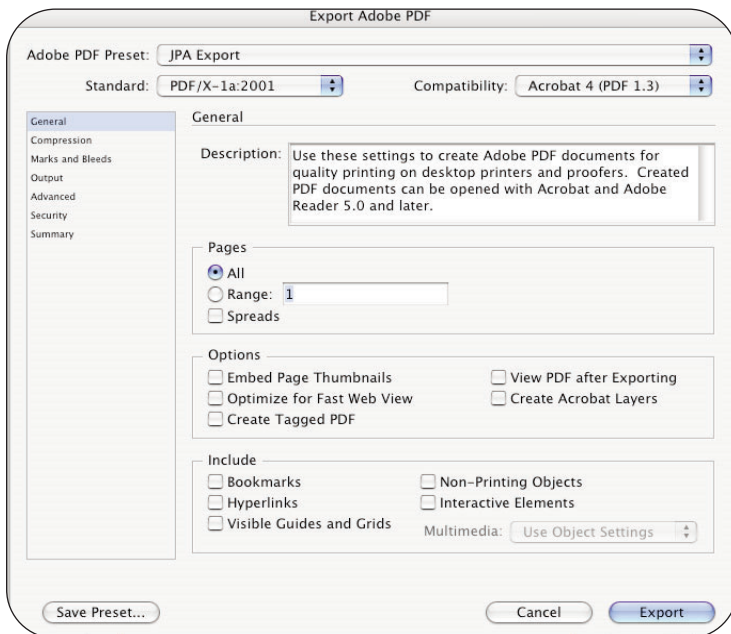 Export Adobe PDF
Adobe PDF Preset: JPA Export
Standard: PDF/X-1a:2001 Compatibility: Acrobat 4 (PDF 1.3)
General
Compression
Marks and Bleeds
Output
Advanced
Security
Summary
General
Description: Use these settings to create Adobe PDF documents for
quality printing on desktop printers and proofers. Created
PDF documents can be opened with Acrobat and Adobe
Reader 5.0 and later.
Pages
All
Range: 1
Spreads
Options
Embed Page Thumbnails View PDF after Exporting
Optimize for Fast Web View Create Acrobat Layers
Create Tagged PDF
Include
Bookmarks Non-Printing Objects
Hyperlinks Interactive Elements
Visible Guides and Grids Multimedia: Use Object Settings
Save Preset... Cancel Export